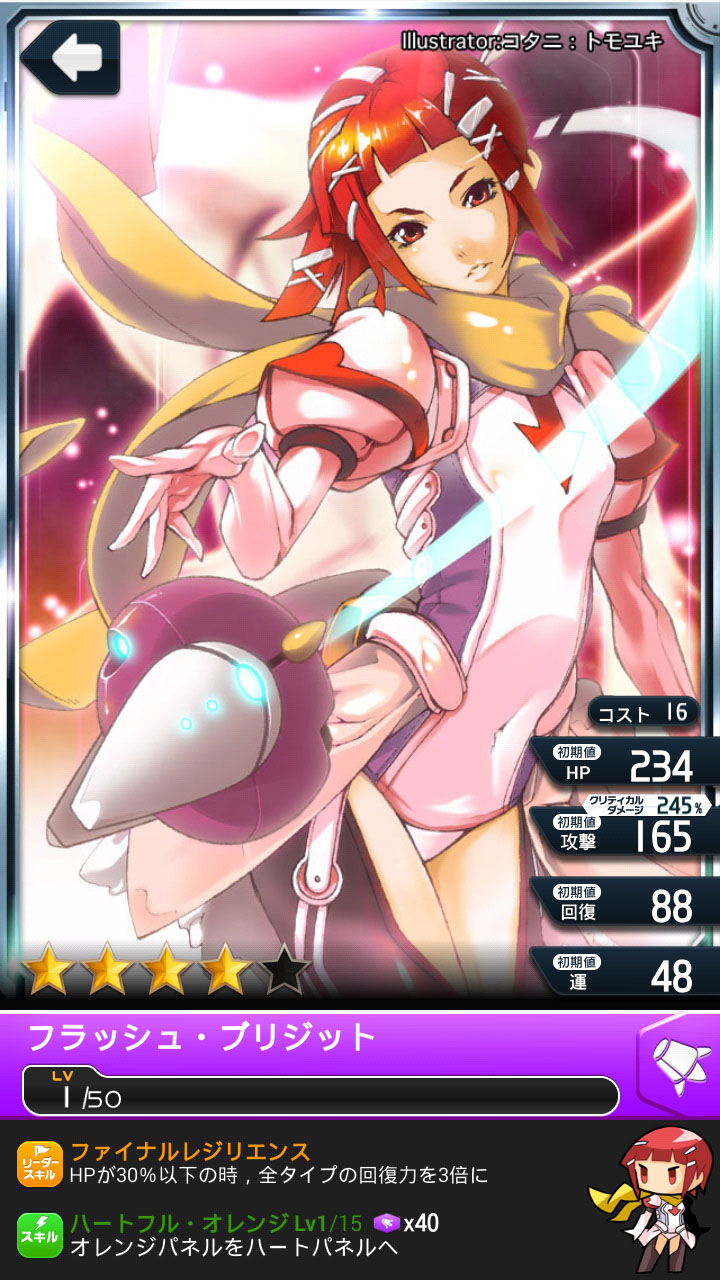 Illustrator:コタニ：トモユキ
コスト 16
初期値
HP 234
クリティカル
ダメージ 245%
初期値
攻撃 165
初期値
回復 88
初期値
運 48
フラッシュ・ブリジット
LV
1/50
リーダー
スキル
ファイナルレジリエンス
HPが30%以下の時，全タイプの回復力を3倍に
スキル
ハートフル・オレンジ Lv1/15 x40
オレンジパネルをハートパネルへ